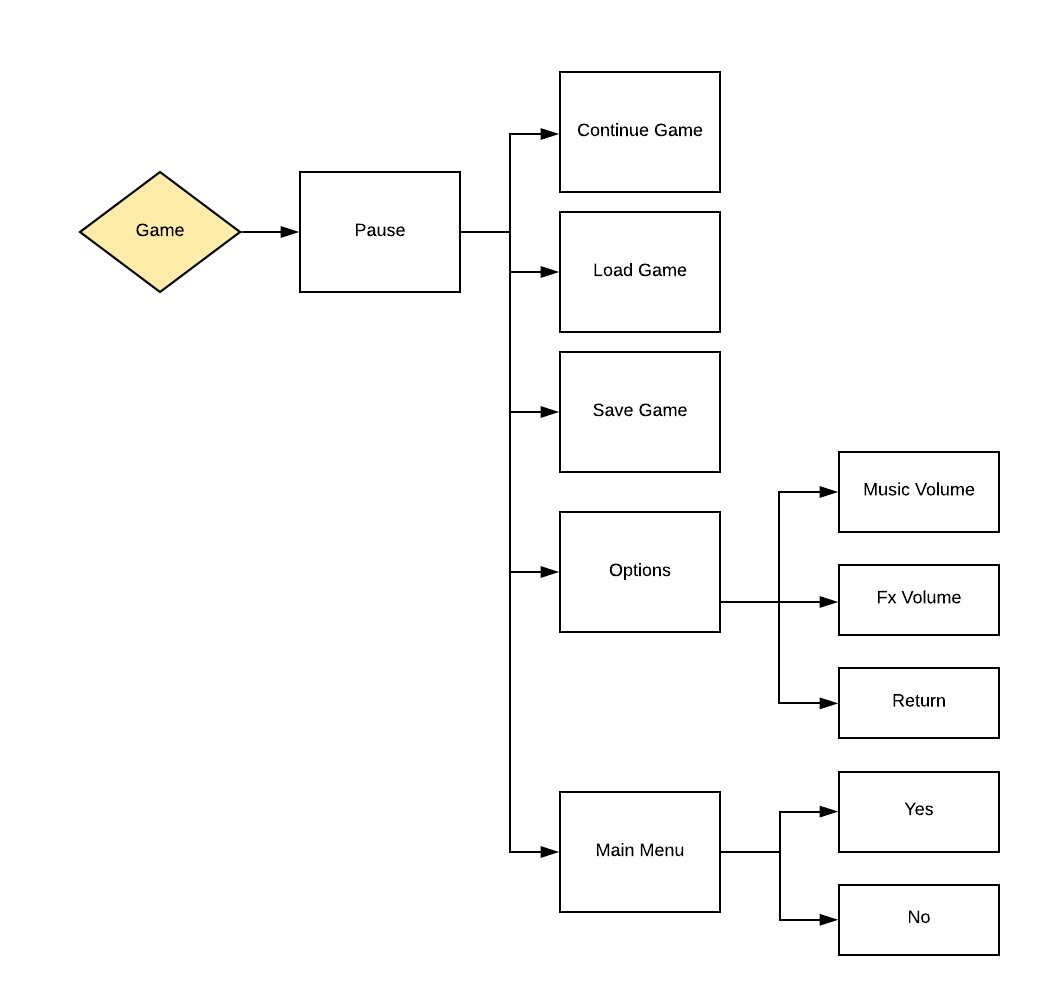 Game
Pause
Continue Game
Load Game
Save Game
Options
Music Volume
Fx Volume
Return
Main Menu
Yes
No